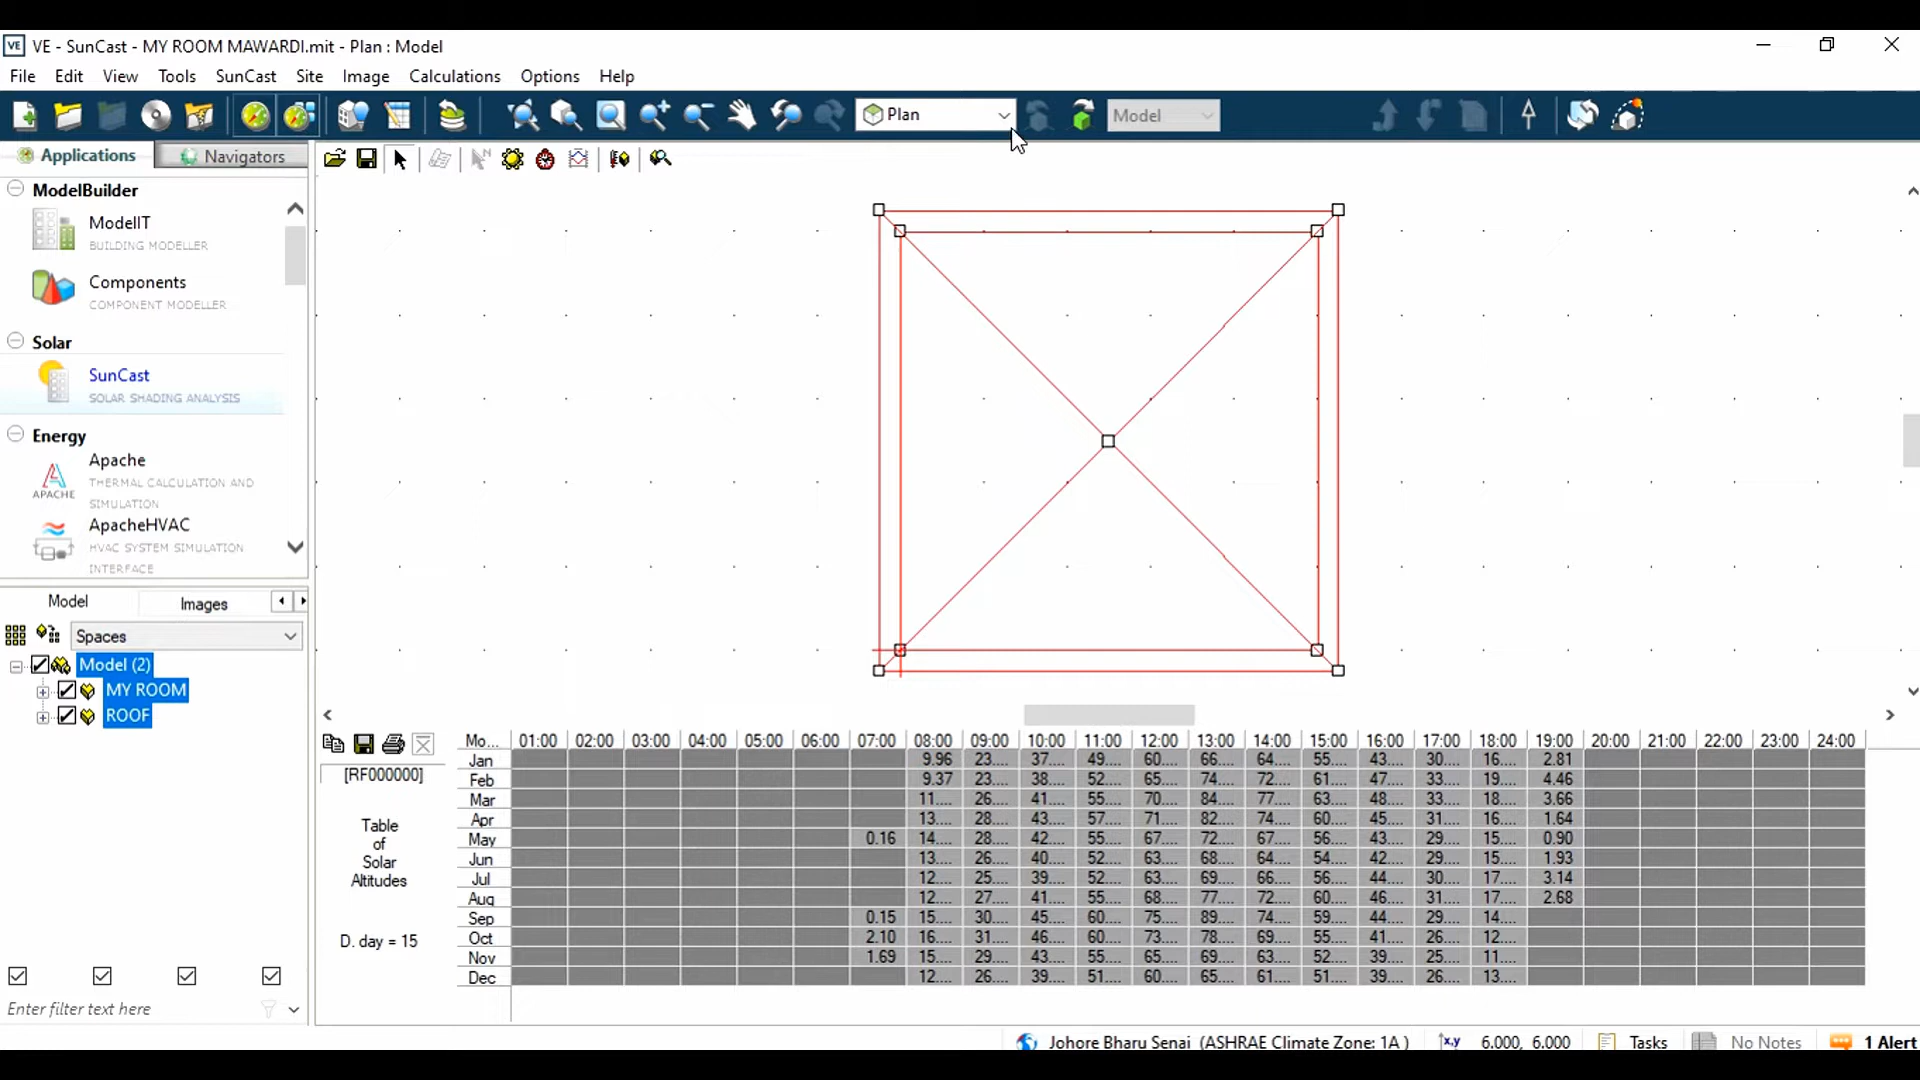 VE VE - SunCast - MY ROOM MAWARDI.mit - Plan : Model
File Edit View Tools SunCast Site Image Calculations Options Help
Plan Model
Applications Navigators
ModelBuilder
ModelIT
BUILDING MODELLER
Components
COMPONENT MODELLER
Solar
SunCast
SOLAR SHADING ANALYSIS
Energy
Apache
APACHE THERMAL CALCULATION AND
SIMULATION
ApacheHVAC
HVAC SYSTEM SIMULATION
INTERFACE
Model Images
Spaces
Model (2)
MY ROOM
ROOF
Enter filter text here
[RF000000]
Table
of
Solar
Altitudes
D. day = 15
Mo... 01:00 02:00 03:00 04:00 05:00 06:00 07:00 08:00 09:00 10:00 11:00 12:00 13:00 14:00 15:00 16:00 17:00 18:00 19:00 20:00 21:00 22:00 23:00 24:00
Jan 9.96 23.... 37.... 49.... 60.... 66.... 64.... 55.... 43.... 30.... 16.... 2.81
Feb 9.37 23.... 38.... 52.... 65.... 74.... 72.... 61.... 47.... 33.... 19.... 4.46
Mar 11.... 26.... 41.... 55.... 70.... 84.... 77.... 63.... 48.... 33.... 18.... 3.66
Apr 13.... 28.... 43.... 57.... 71.... 82.... 74.... 60.... 45.... 31.... 16.... 1.64
May 0.16 14.... 28.... 42.... 55.... 67.... 72.... 67.... 56.... 43.... 29.... 15.... 0.90
Jun 13.... 26.... 40.... 52.... 63.... 68.... 64.... 54.... 42.... 29.... 15.... 1.93
Jul 12.... 25.... 39.... 52.... 63.... 69.... 66.... 56.... 44.... 30.... 17.... 3.14
Aug 12.... 27.... 41.... 55.... 68.... 77.... 72.... 60.... 46.... 31.... 17.... 2.68
Sep 0.15 15.... 30.... 45.... 60.... 75.... 89.... 74.... 59.... 44.... 29.... 14....
Oct 2.10 16.... 31.... 46.... 60.... 73.... 78.... 69.... 55.... 41.... 26.... 12....
Nov 1.69 15.... 29.... 43.... 55.... 65.... 69.... 63.... 52.... 39.... 25.... 11....
Dec 12.... 26.... 39.... 51.... 60.... 65.... 61.... 51.... 39.... 26.... 13....
Johore Bharu Senai (ASHRAE Climate Zone: 1A ) x,y 6.000, 6.000 Tasks No Notes 1 Alert